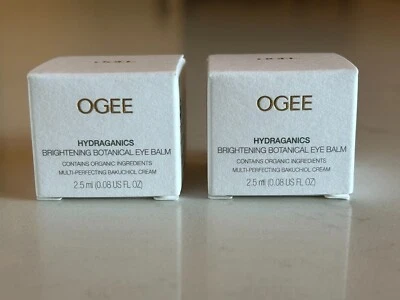 OGEE
HYDRAGANICS
BRIGHTENING BOTANICAL EYE BALM
CONTAINS ORGANIC INGREDIENTS
MULTI-PERFECTING BAKUCHIOL CREAM
2.5 ml (0.08 US FL OZ)
OGEE
HYDRAGANICS
BRIGHTENING BOTANICAL EYE BALM
CONTAINS ORGANIC INGREDIENTS
MULTI-PERFECTING BAKUCHIOL CREAM
2.5 ml (0.08 US FL OZ)